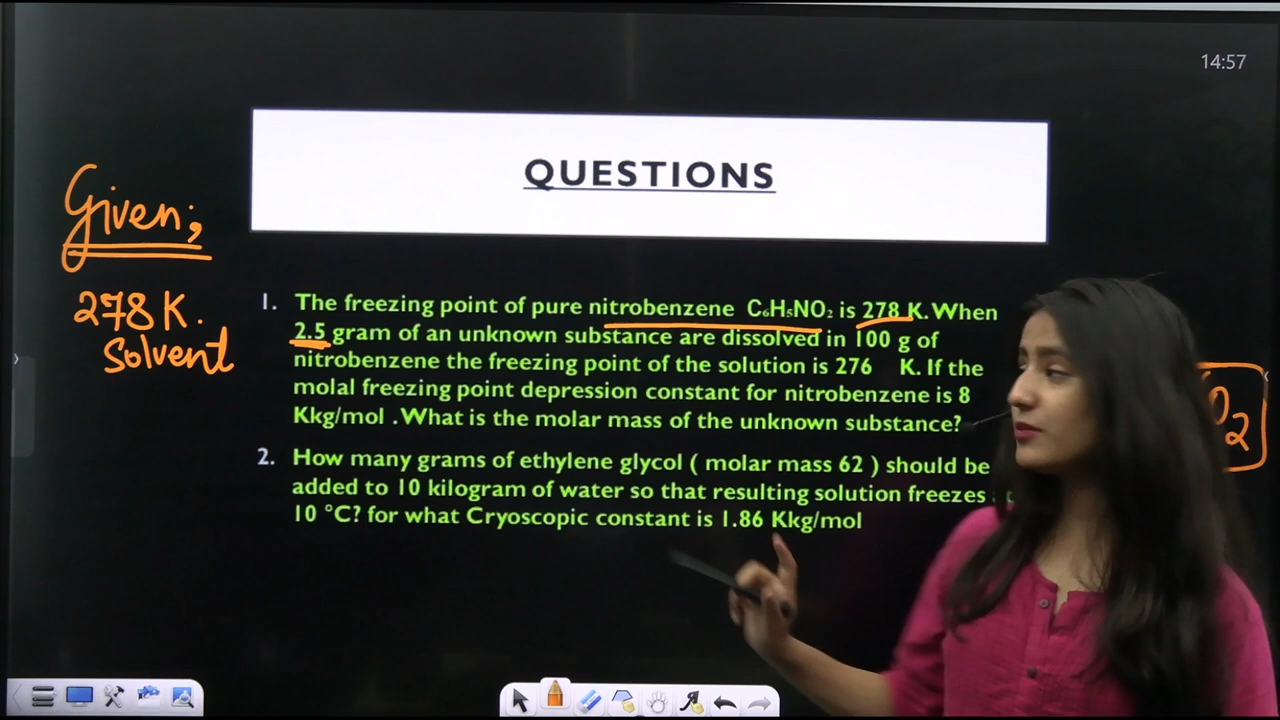 14:57
QUESTIONS
Given;
278 K.
Solvent
1. The freezing point of pure nitrobenzene C₆H₅NO₂ is 278 K. When
2.5 gram of an unknown substance are dissolved in 100 g of
nitrobenzene the freezing point of the solution is 276 K. If the
molal freezing point depression constant for nitrobenzene is 8
Kkg/mol .What is the molar mass of the unknown substance?
2. How many grams of ethylene glycol ( molar mass 62 ) should be
added to 10 kilogram of water so that resulting solution freezes
10 °C? for what Cryoscopic constant is 1.86 Kkg/mol
O₂